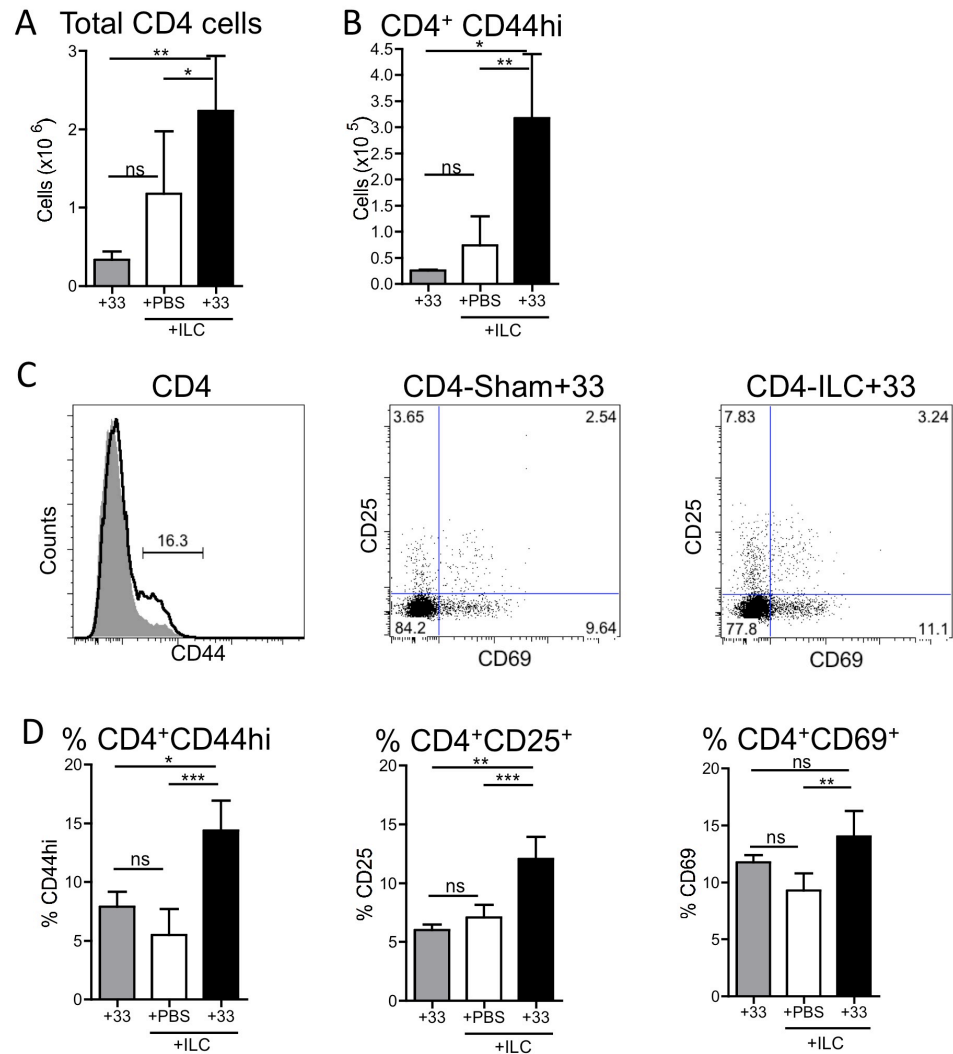 A Total CD4 cells
3
2
1
0
Cells (x10 6)
**
*
ns
+33 +PBS +33
+ILC
B CD4+ CD44hi
4.5
4.0
3.5
3.0
2.5
2.0
1.5
1.0
0.5
0.0
Cells (x10 5)
*
**
ns
+33 +PBS +33
+ILC
C
CD4
Counts
16.3
CD44
CD4-Sham+33
3.65 2.54
CD25
84.2 9.64
CD69
CD4-ILC+33
7.83 3.24
CD25
77.8 11.1
CD69
D
% CD4+CD44hi
20
15
10
5
0
% CD44hi
*
***
ns
+33 +PBS +33
+ILC
% CD4+CD25+
20
15
10
5
0
% CD25
**
***
ns
+33 +PBS +33
+ILC
% CD4+CD69+
20
15
10
5
0
% CD69
ns
**
ns
+33 +PBS +33
+ILC